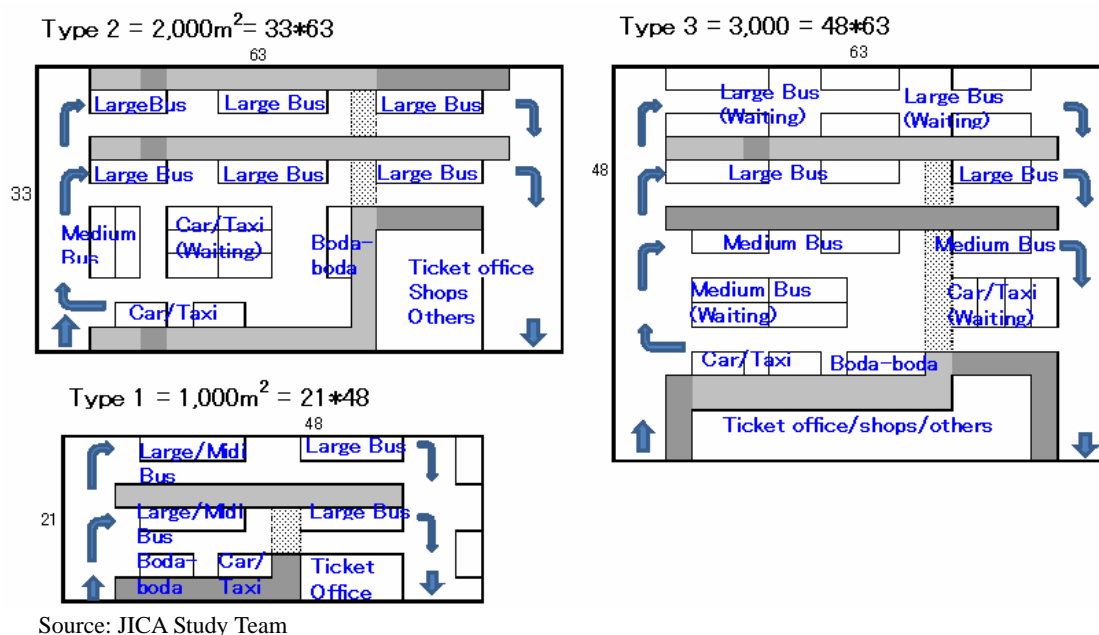 Type 2 = 2,000m²= 33*63
63
LargeBus
Large Bus
Large Bus
Large Bus
Large Bus
Large Bus
33
Medium
Bus
Car/Taxi
(Waiting)
Boda-
boda
Ticket office
Shops
Others
Car/Taxi
Type 3 = 3,000 = 48*63
63
Large Bus
(Waiting)
Large Bus
(Waiting)
48
Large Bus
Large Bus
Medium Bus
Medium Bus
Medium Bus
(Waiting)
Car/Taxi
(Waiting)
Car/Taxi
Boda-boda
Ticket office/shops/others
Type 1 = 1,000m² = 21*48
48
Large/Midi
Bus
Large Bus
21
Large/Midi
Bus
Large Bus
Boda-
boda
Car/
Taxi
Ticket
Office
Source: JICA Study Team